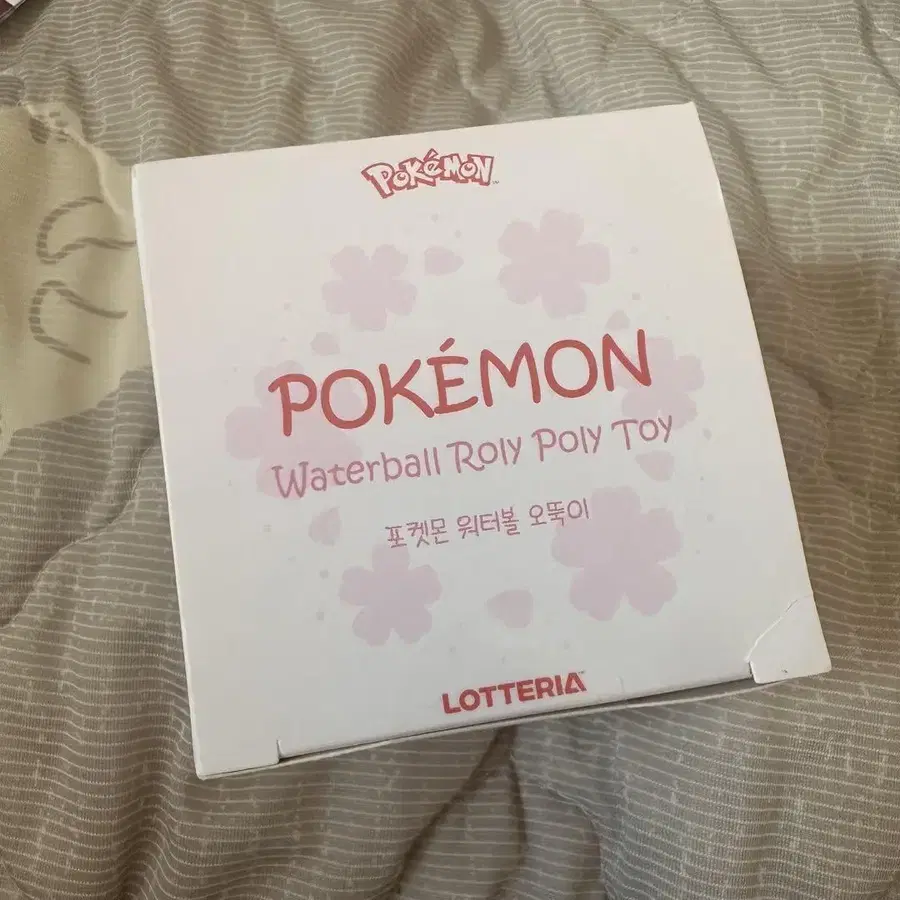 POKÉMON
POKÉMON
Waterball Roly Poly Toy
포켓몬 워터볼 오뚝이
LOTTERIA